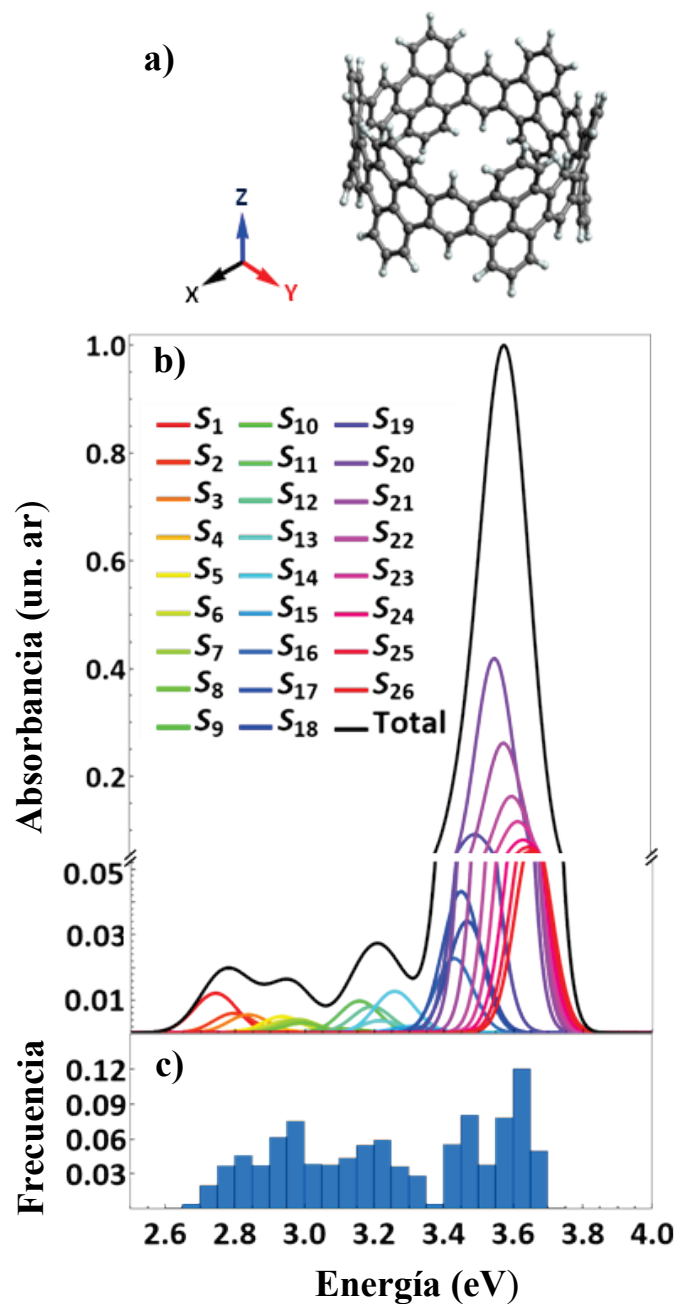 a)
Z
X
Y
b)
1.0
0.8
0.6
0.4
0.2
0.05
0.03
0.01
Absorbancia (un. ar)
S1 S10 S19
S2 S11 S20
S3 S12 S21
S4 S13 S22
S5 S14 S23
S6 S15 S24
S7 S16 S25
S8 S17 S26
S9 S18 Total
c)
0.12
0.09
0.06
0.03
Frecuencia
2.6 2.8 3.0 3.2 3.4 3.6 3.8 4.0
Energía (eV)